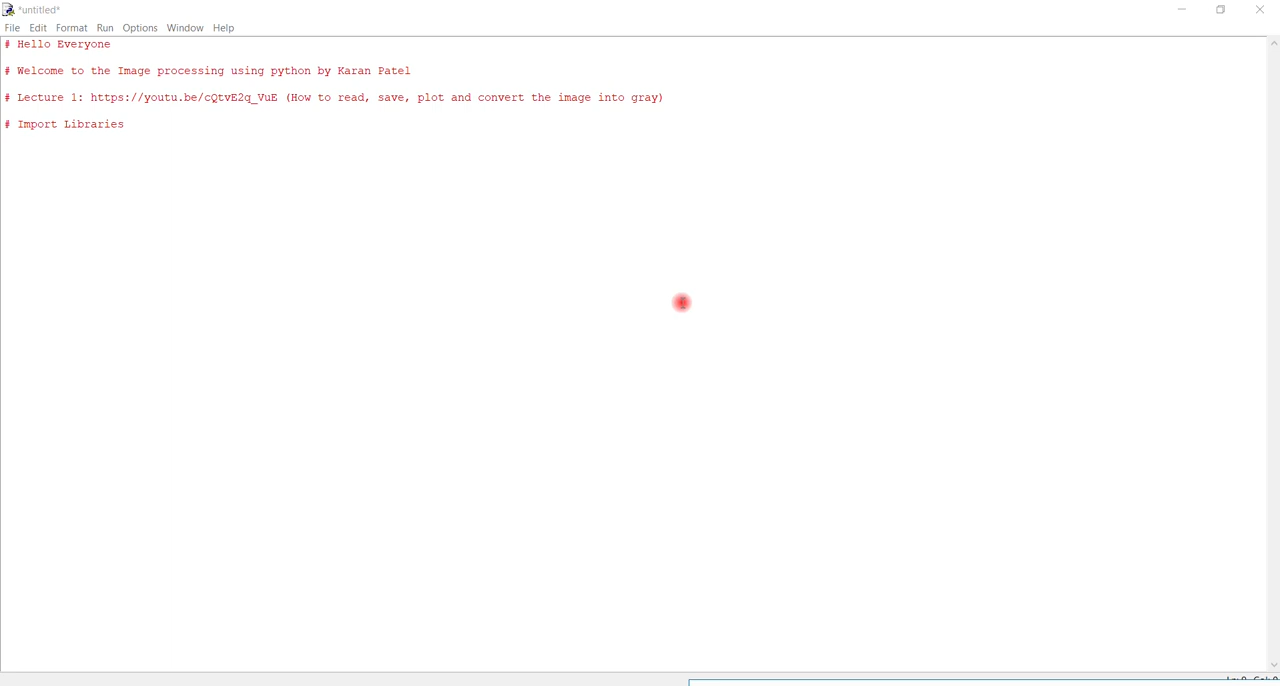 *untitled*
File Edit Format Run Options Window Help
# Hello Everyone
# Welcome to the Image processing using python by Karan Patel
# Lecture 1: https://youtu.be/cQtvE2q_VuE (How to read, save, plot and convert the image into gray)
# Import Libraries